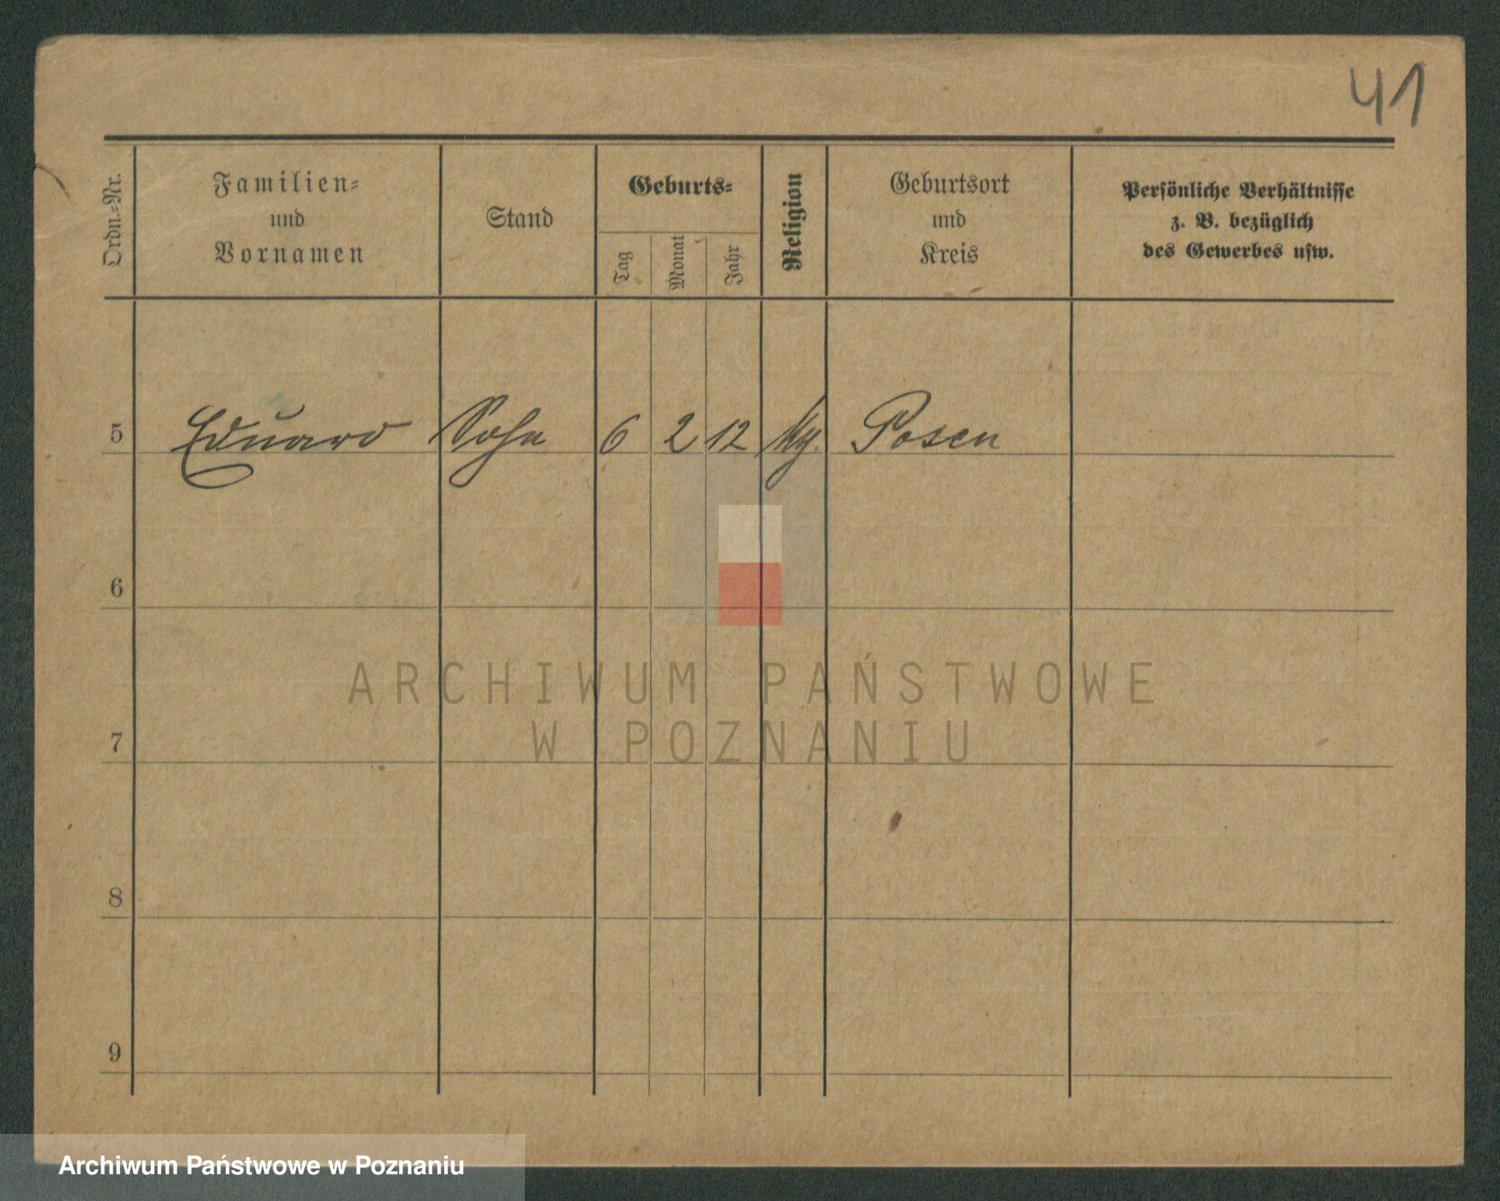 41
Ordn.-Nr.
Familien-
und
Vornamen
Stand
Geburts-
Tag
Monat
Jahr
Religion
Geburtsort
und
Kreis
Persönliche Verhältnisse
z. B. bezüglich
des Gewerbes usw.
5 Eduard Sohn 6 2 12 Posen
6
ARCHIWUM PAŃSTWOWE
W POZNANIU
7
8
9
Archiwum Państwowe w Poznaniu